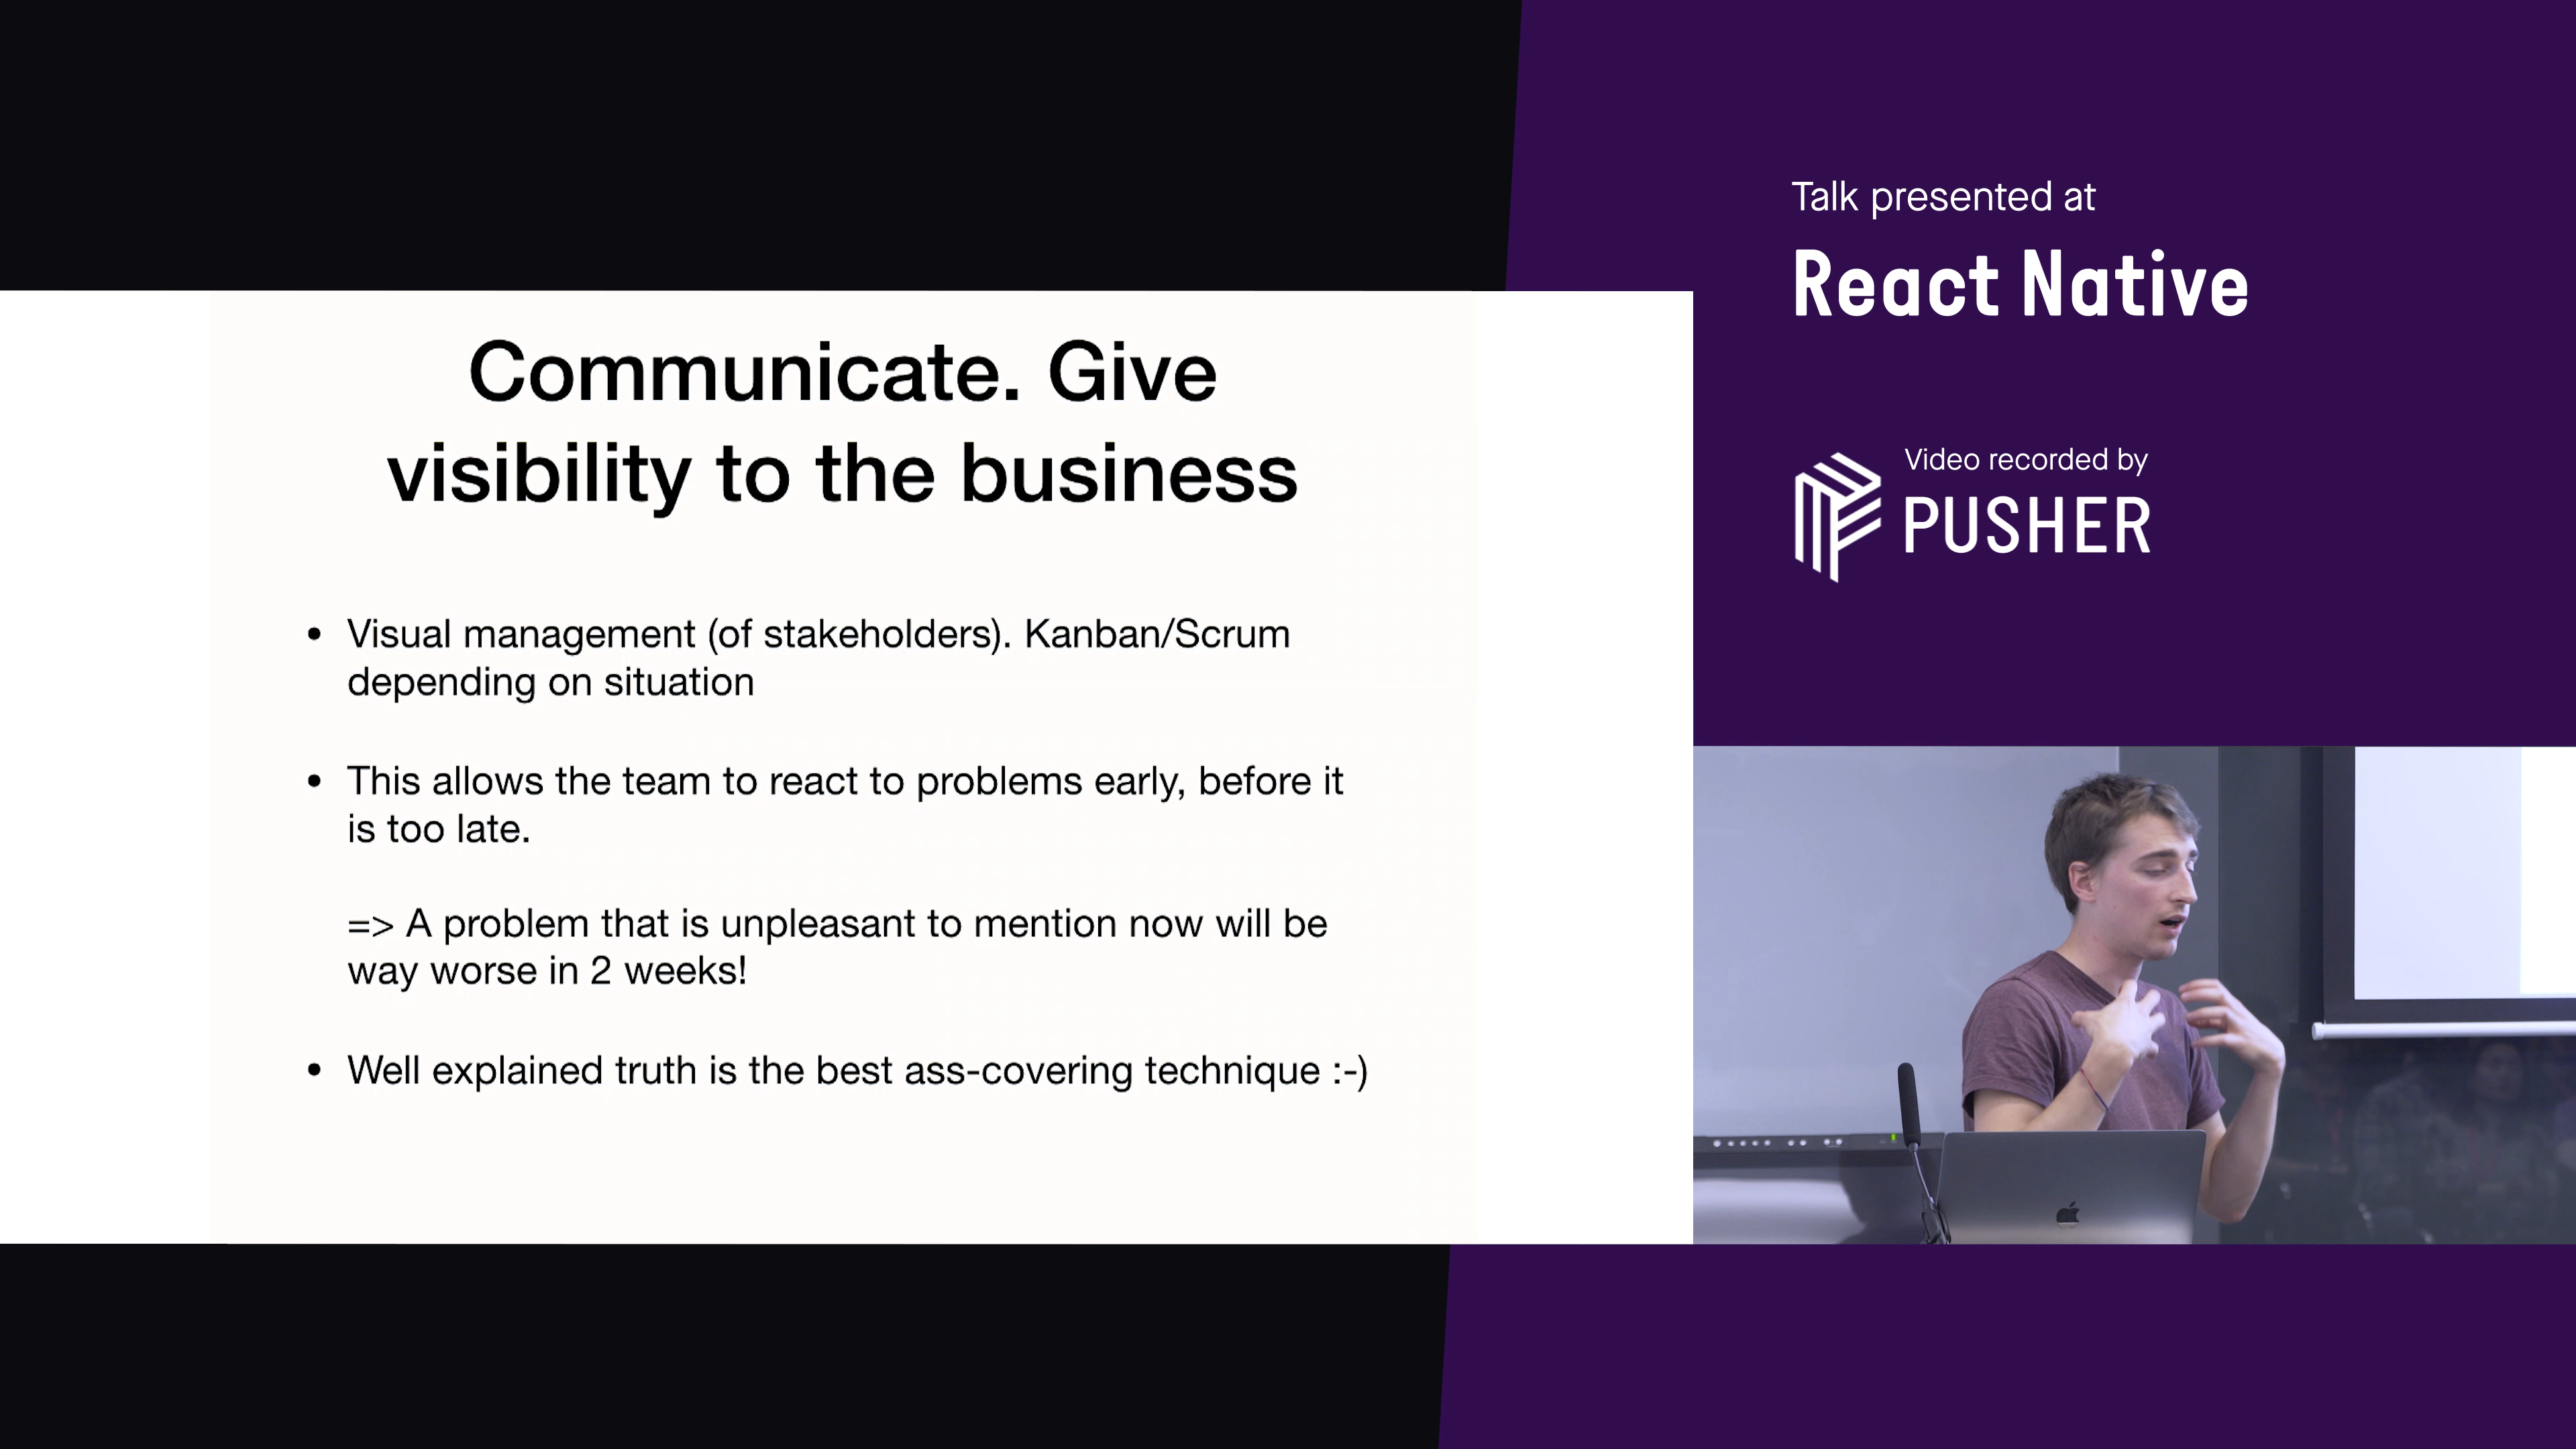 Communicate. Give
visibility to the business
• Visual management (of stakeholders). Kanban/Scrum
depending on situation
• This allows the team to react to problems early, before it
is too late.
=> A problem that is unpleasant to mention now will be
way worse in 2 weeks!
• Well explained truth is the best ass-covering technique :-)
Talk presented at
React Native
Video recorded by
PUSHER